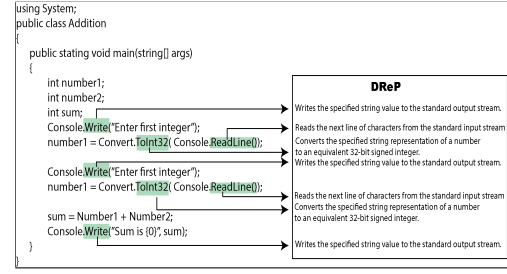 using System;
public class Addition
{
public stating void main(string[] args)
{
int number1;
int number2;
int sum;
Console.Write("Enter first integer");
number1 = Convert.ToInt32( Console.ReadLine());
Console.Write("Enter first integer");
number1 = Convert.ToInt32( Console.ReadLine());
sum = Number1 + Number2;
Console.Write("Sum is {0}", sum);
}
}
DReP
Writes the specified string value to the standard output stream.
Reads the next line of characters from the standard input stream
Converts the specified string representation of a number
to an equivalent 32-bit signed integer.
Writes the specified string value to the standard output stream.
Reads the next line of characters from the standard input stream
Converts the specified string representation of a number
to an equivalent 32-bit signed integer.
Writes the specified string value to the standard output stream.